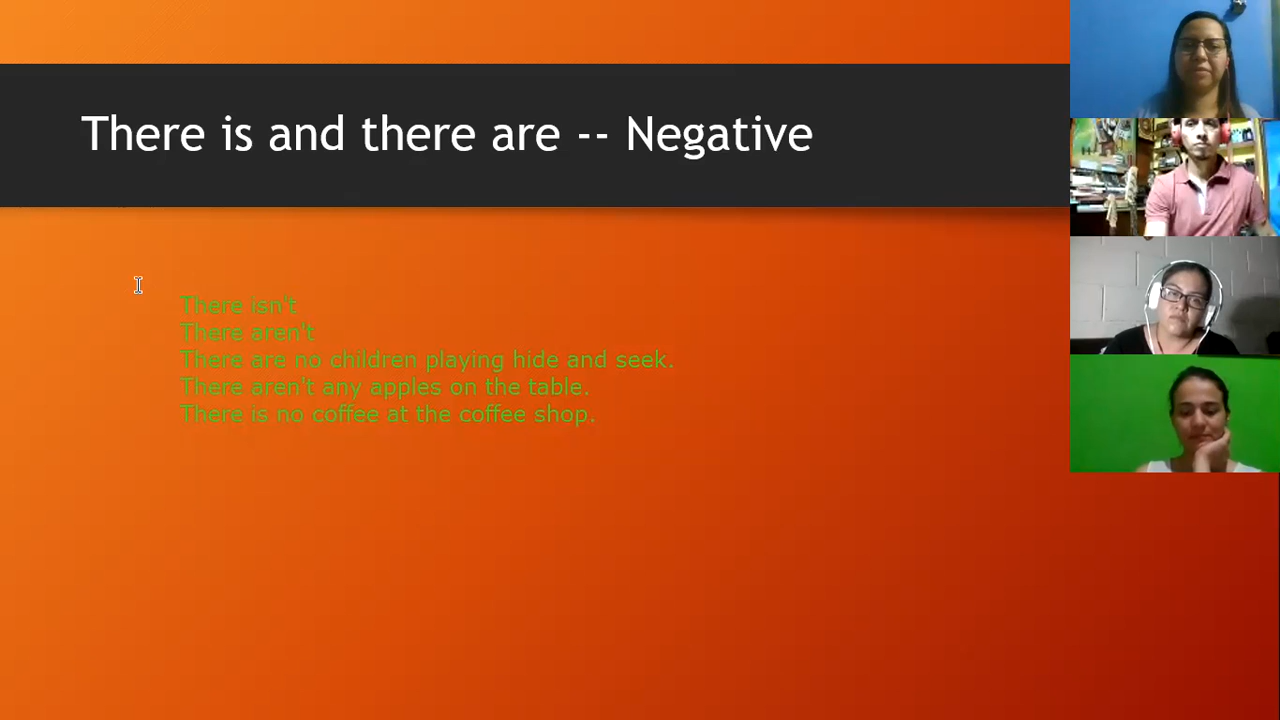 There is and there are -- Negative
There isn't
There aren't
There are no children playing hide and seek.
There aren't any apples on the table.
There is no coffee at the coffee shop.